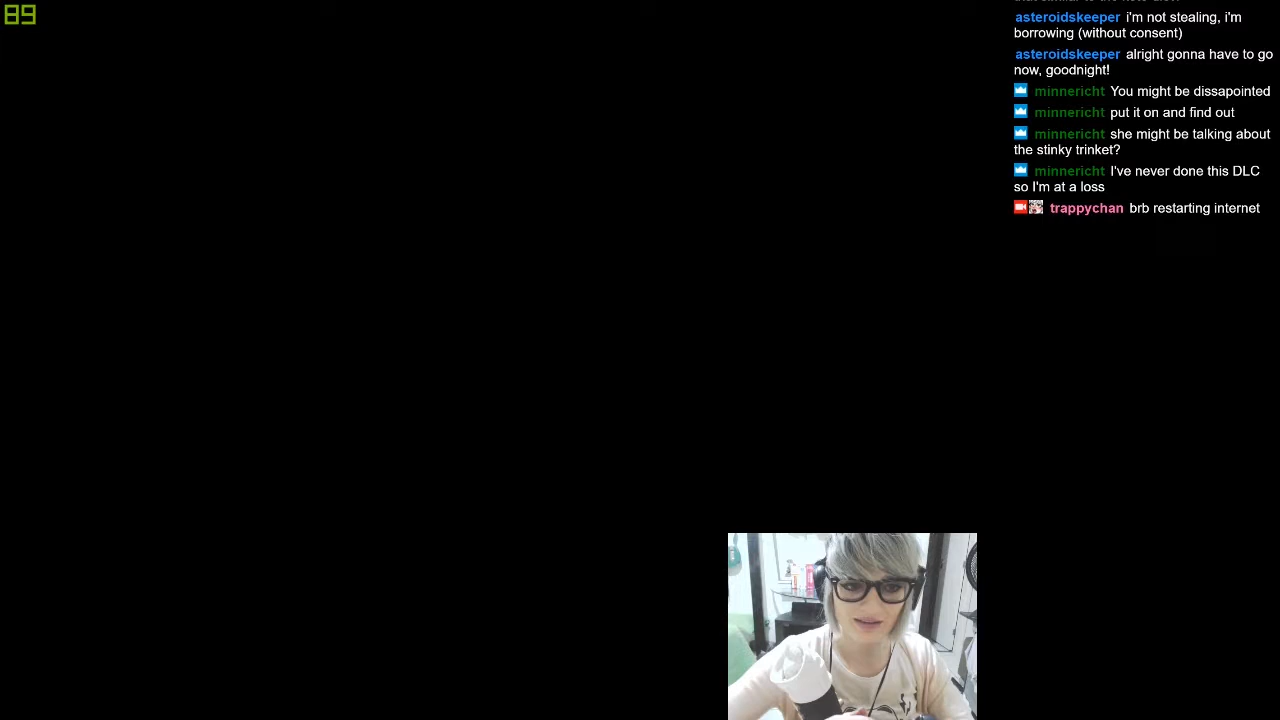 89
asteroidskeeper i'm not stealing, i'm
borrowing (without consent)
asteroidskeeper alright gonna have to go
now, goodnight!
minnericht You might be dissapointed
minnericht put it on and find out
minnericht she might be talking about
the stinky trinket?
minnericht I've never done this DLC
so I'm at a loss
trappychan brb restarting internet